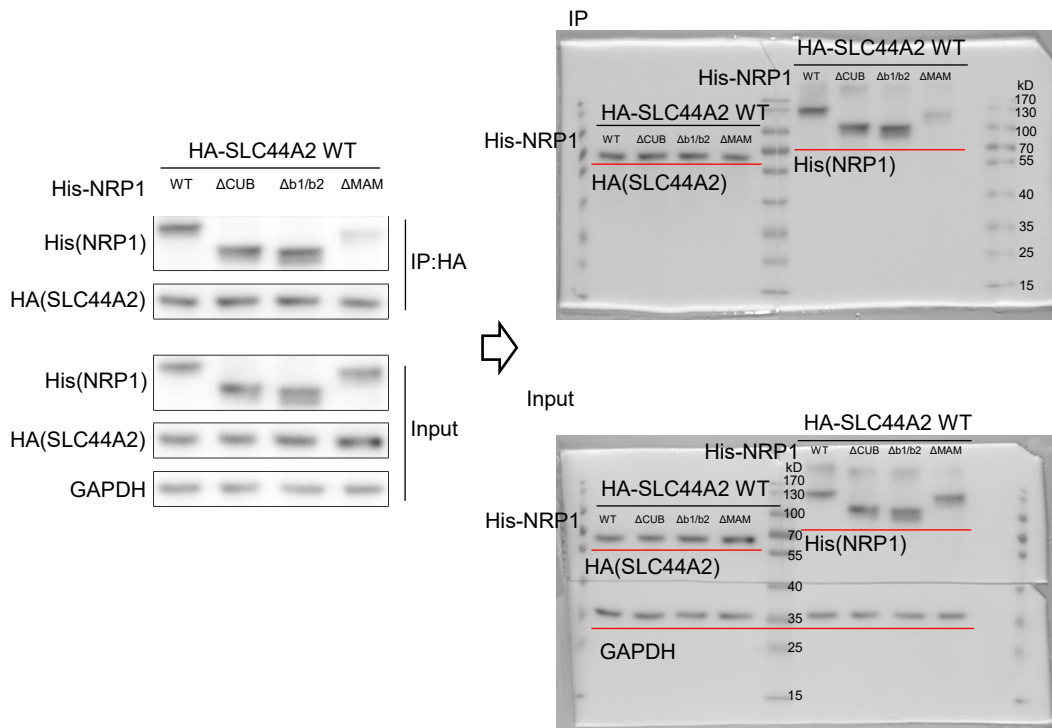 HA-SLC44A2 WT
His-NRP1 WT ΔCUB Δb1/b2 ΔMAM
His(NRP1)
HA(SLC44A2)
IP:HA
His(NRP1)
HA(SLC44A2)
GAPDH
Input
IP
HA-SLC44A2 WT
His-NRP1 WT ΔCUB Δb1/b2 ΔMAM
kD
170
130
100
70
55
40
35
25
15
HA-SLC44A2 WT
His-NRP1 WT ΔCUB Δb1/b2 ΔMAM
HA(SLC44A2)
His(NRP1)
Input
HA-SLC44A2 WT
His-NRP1 WT ΔCUB Δb1/b2 ΔMAM
kD
170
130
100
70
55
40
35
25
15
HA-SLC44A2 WT
His-NRP1 WT ΔCUB Δb1/b2 ΔMAM
HA(SLC44A2)
His(NRP1)
GAPDH